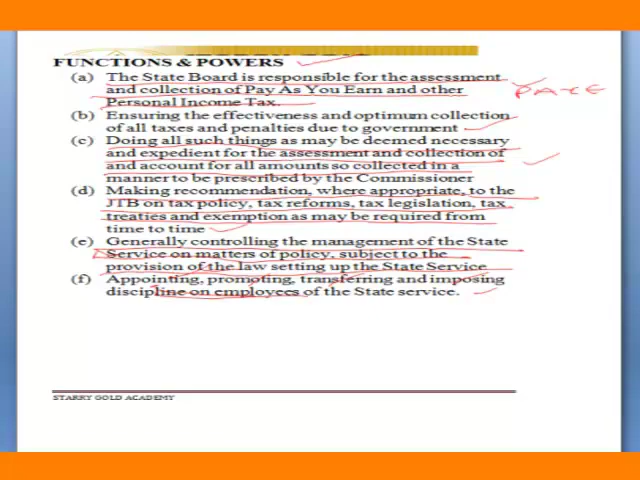 FUNCTIONS & POWERS
(a) The State Board is responsible for the assessment
and collection of Pay As You Earn and other
Personal Income Tax.
PAYE
(b) Ensuring the effectiveness and optimum collection
of all taxes and penalties due to government
(c) Doing all such things as may be deemed necessary
and expedient for the assessment and collection of
and account for all amounts so collected in a
manner to be prescribed by the Commissioner
(d) Making recommendation, where appropriate, to the
JTB on tax policy, tax reforms, tax legislation, tax
treaties and exemption as may be required from
time to time
(e) Generally controlling the management of the State
Service on matters of policy, subject to the
provision of the law setting up the State Service
(f) Appointing, promoting, transferring and imposing
discipline on employees of the State service.
STARRY GOLD ACADEMY